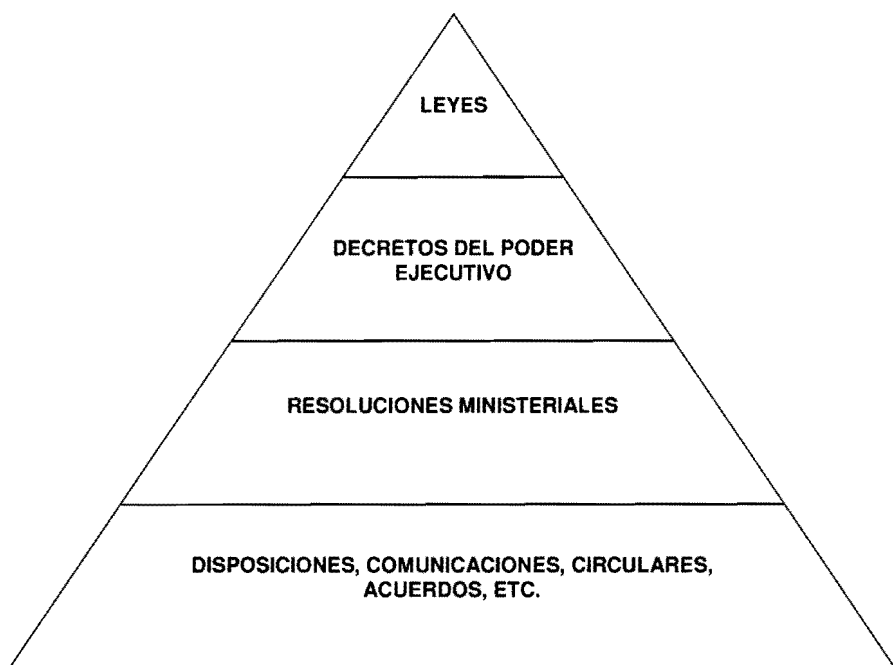 LEYES
DECRETOS DEL PODER
EJECUTIVO
RESOLUCIONES MINISTERIALES
DISPOSICIONES, COMUNICACIONES, CIRCULARES,
ACUERDOS, ETC.